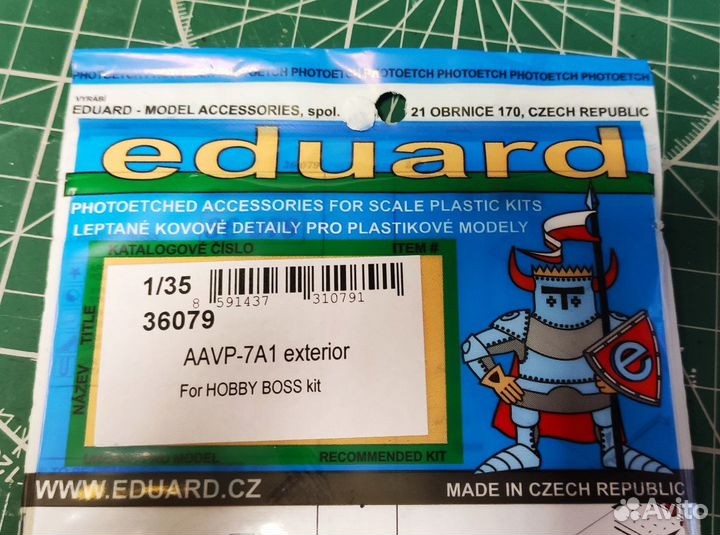 PHOTOETCH PHOTOETCH PHOTOETCH PHOTOETCH PHOTOETCH PHOTOETCH PHOTOETCH PHOTOETCH
VYRÁBÍ
EDUARD - MODEL ACCESSORIES, spol. 21 OBRNICE 170, CZECH REPUBLIC
eduard
PHOTOETCHED ACCESSORIES FOR SCALE PLASTIC KITS
LEPTANÉ KOVOVÉ DETAILY PRO PLASTIKOVÉ MODELY
KATALOGOVÉ ČÍSLO ITEM #
1/35
8 591437 310791
36079
AAVP-7A1 exterior
For HOBBY BOSS kit
NÁZEV TITLE
MODEL RECOMMENDED KIT
e
WWW.EDUARD.CZ MADE IN CZECH REPUBLIC
Avito